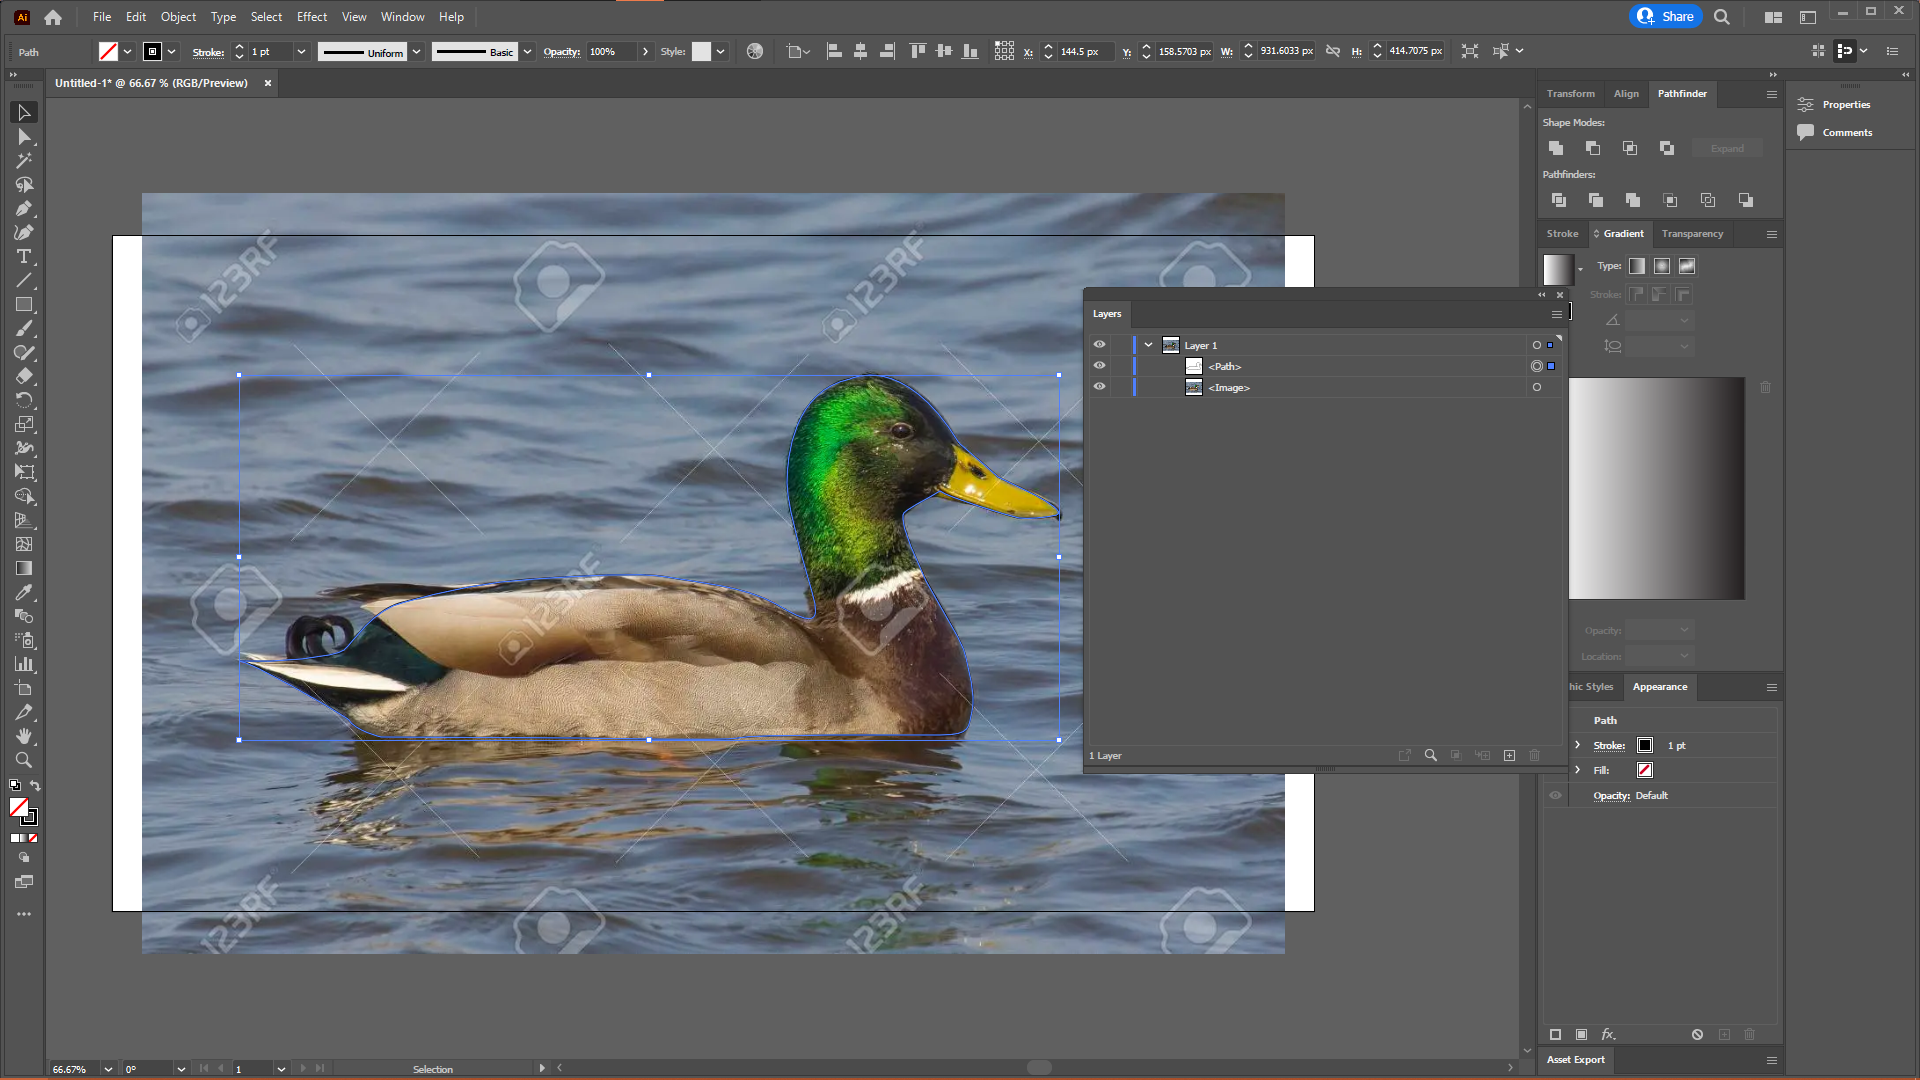 Ai File Edit Object Type Select Effect View Window Help Share
Path Stroke: 1 pt Uniform Basic Opacity: 100% Style: X: 144.5 px Y: 158.5703 px W: 931.6033 px H: 414.7075 px
Untitled-1* @ 66.67 % (RGB/Preview)
Transform Align Pathfinder
Shape Modes:
Expand
Pathfinders:
Stroke Gradient Transparency
Type:
Stroke:
Properties
Comments
123RF
123RF
Layers
Layer 1
<Path>
<Image>
1 Layer
123RF
Opacity:
Location:
hic Styles Appearance
Path
Stroke: 1 pt
Fill:
Opacity: Default
123RF
123RF
fx
Asset Export
66.67% 0° 1 Selection